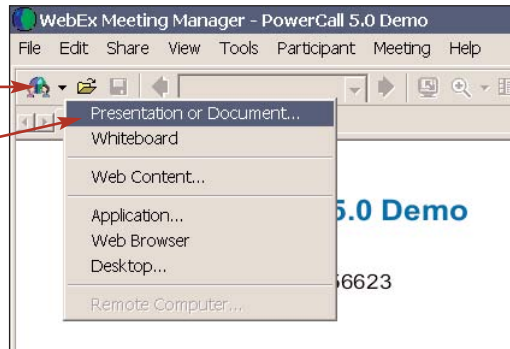 WebEx Meeting Manager - PowerCall 5.0 Demo
File Edit Share View Tools Participant Meeting Help
Presentation or Document...
Whiteboard
Web Content...
5.0 Demo
Application...
Web Browser
Desktop...
56623
Remote Computer...